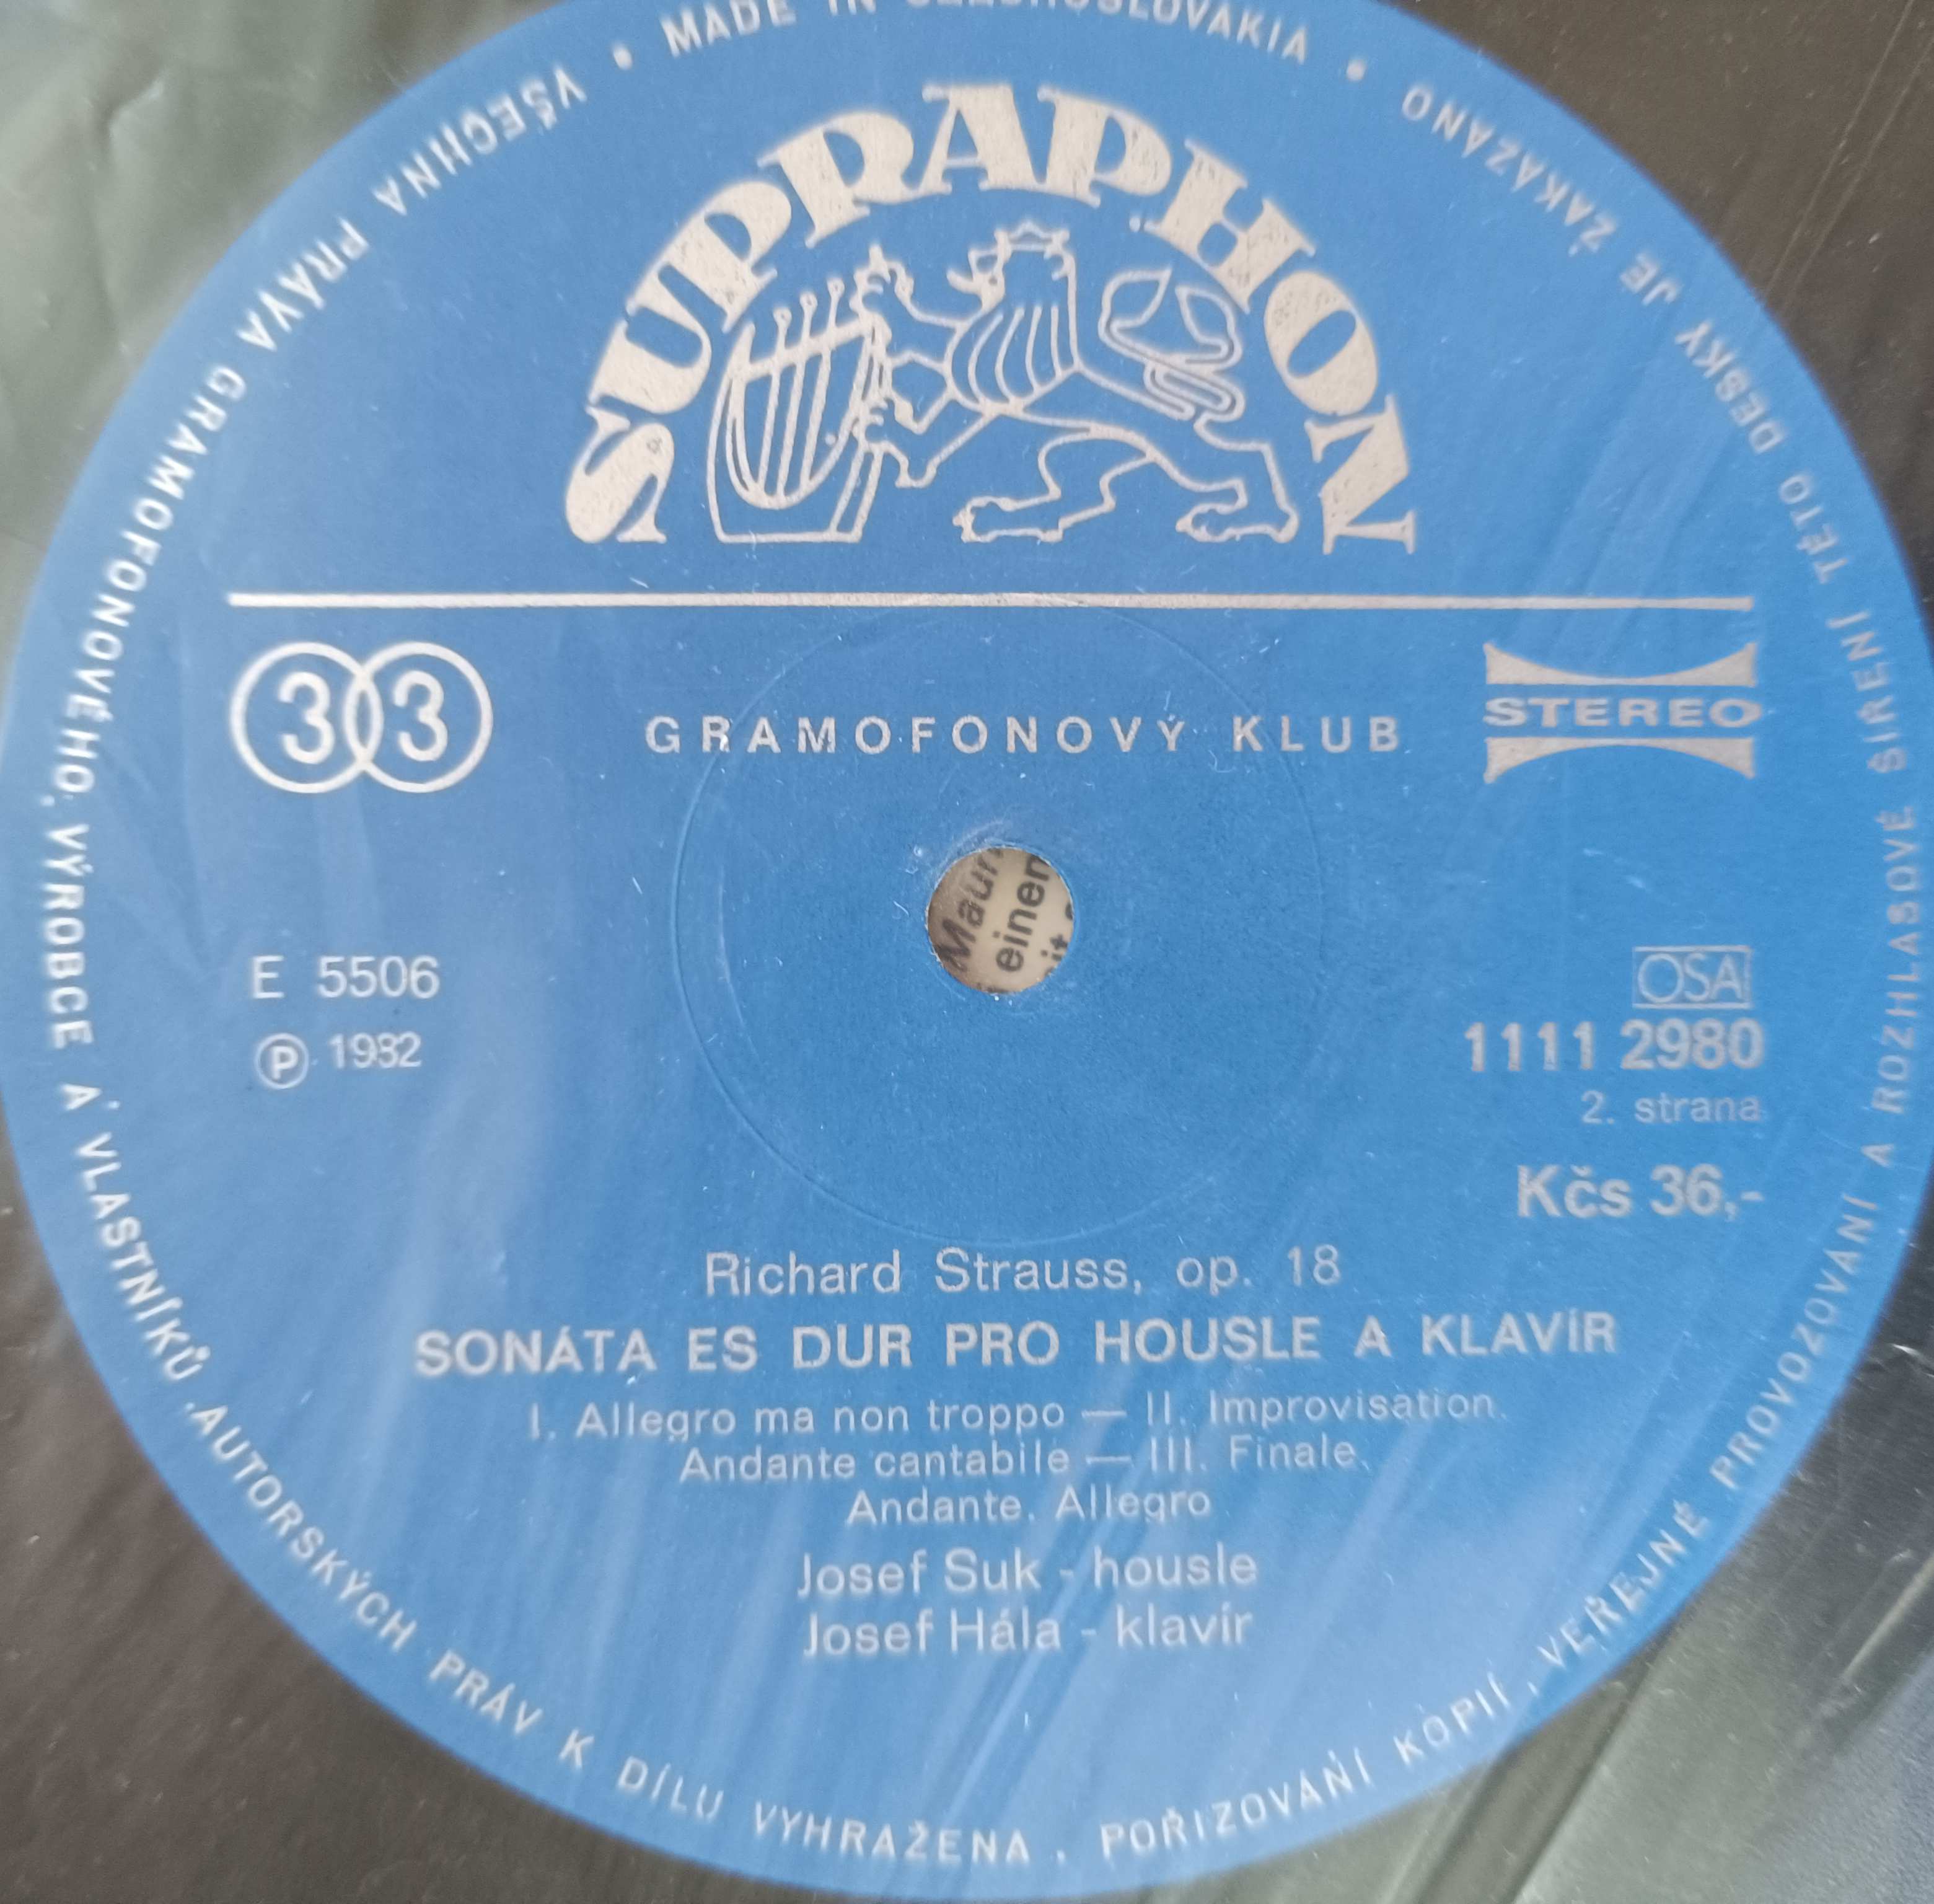 MADE IN CZECHOSLOVAKIA
VŠECHNA PRÁVA GRAMOFONOVÉHO VÝROBCE A VLASTNÍKŮ AUTORSKÝCH PRÁV K DÍLU VYHRAŽENA . POŘIZOVÁNÍ KOPIÍ , VEŘEJNÉ PROVOZOVÁNÍ A ROZHLASOVÉ ŠÍŘENÍ TÉTO DESKY JE ZAKÁZÁNO
SUPRAPHON
33
GRAMOFONOVÝ KLUB
STEREO
einen
E 5506
℗ 1982
OSA
1111 2980
2. strana
Kčs 36,-
Richard Strauss, op. 18
SONÁTA ES DUR PRO HOUSLE A KLAVÍR
I. Allegro ma non troppo — II. Improvisation.
Andante cantabile — III. Finale.
Andante. Allegro
Josef Suk - housle
Josef Hála - klavír